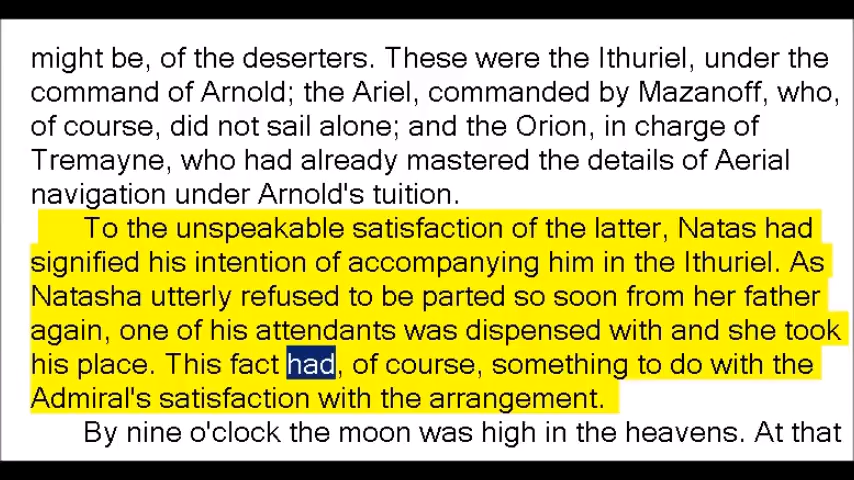 might be, of the deserters. These were the Ithuriel, under the
command of Arnold; the Ariel, commanded by Mazanoff, who,
of course, did not sail alone; and the Orion, in charge of
Tremayne, who had already mastered the details of Aerial
navigation under Arnold's tuition.
To the unspeakable satisfaction of the latter, Natas had
signified his intention of accompanying him in the Ithuriel. As
Natasha utterly refused to be parted so soon from her father
again, one of his attendants was dispensed with and she took
his place. This fact had, of course, something to do with the
Admiral's satisfaction with the arrangement.
By nine o'clock the moon was high in the heavens. At that